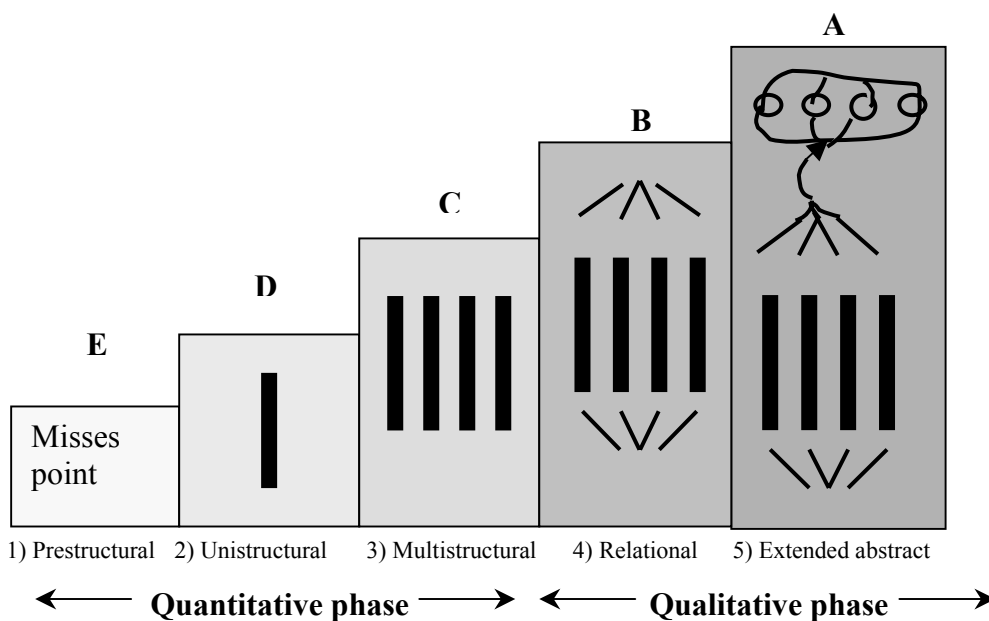 A
B
C
D
E
Misses
point
1) Prestructural 2) Unistructural 3) Multistructural 4) Relational 5) Extended abstract
Quantitative phase Qualitative phase